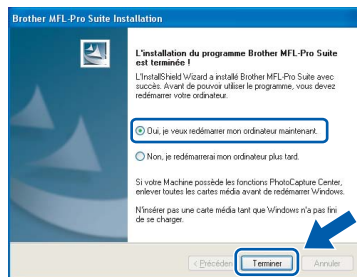 Brother MFL-Pro Suite Installation
L'installation du programme Brother MFL-Pro Suite
est terminée !
L'InstallShield Wizard a installé Brother MFL-Pro Suite avec
succès. Avant de pouvoir utiliser le programme, vous devez
redémarrer votre ordinateur.
Oui, je veux redémarrer mon ordinateur maintenant.
Non, je redémarrerai mon ordinateur plus tard.
Si votre Machine possède les fonctions PhotoCapture Center,
enlever toutes les cartes média avant de redémarrer Windows.
N'insérer pas une carte média tant que Windows n'a pas fini
de se charger.
< Précéden
Terminer
Annuler